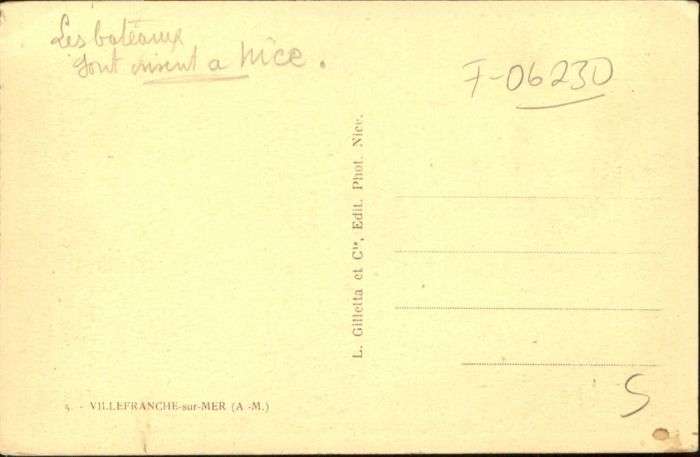 Les bateaux
sont a Nice.
F-06230
L. Gilletta et Cie, Edit. Phot. Nice.
S
5. - VILLEFRANCHE-sur-MER (A.-M.)